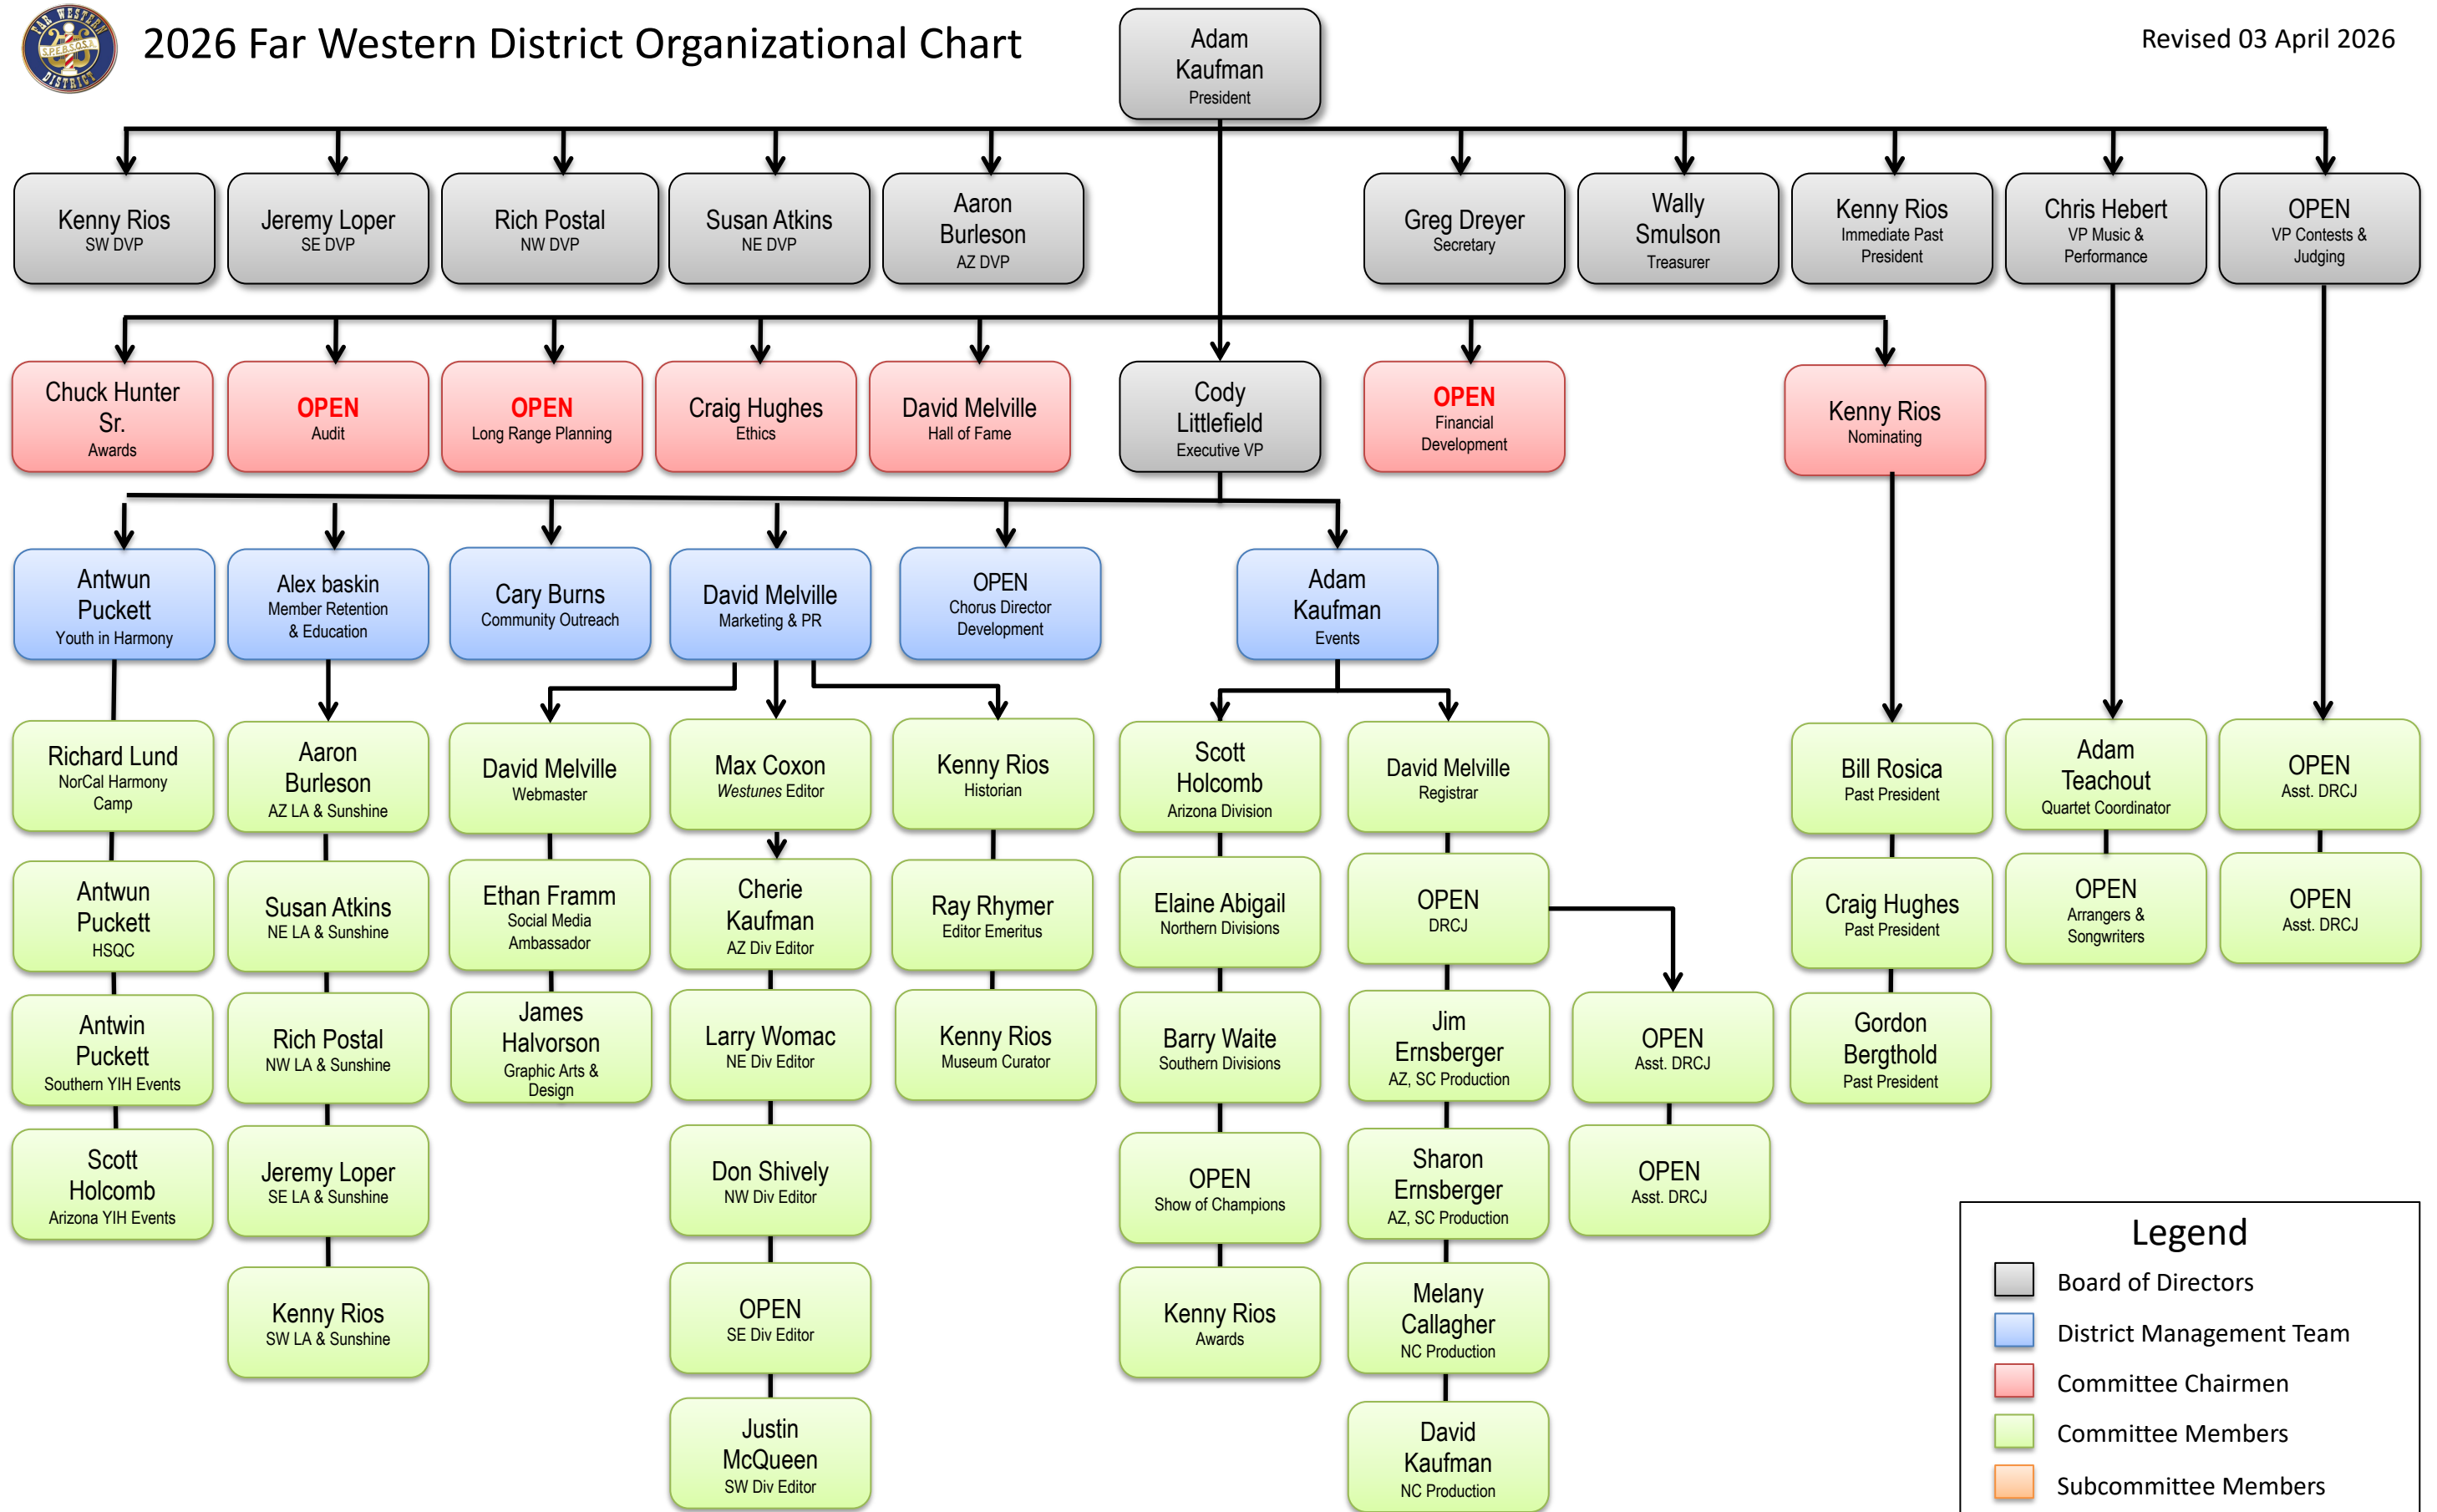 FAR WESTERN
S.P.E.B.S.Q.S.A.
DISTRICT
2026 Far Western District Organizational Chart
Revised 03 April 2026
Adam
Kaufman
President
Kenny Rios
SW DVP
Jeremy Loper
SE DVP
Rich Postal
NW DVP
Susan Atkins
NE DVP
Aaron
Burleson
AZ DVP
Greg Dreyer
Secretary
Wally
Smulson
Treasurer
Kenny Rios
Immediate Past
President
Chris Hebert
VP Music &
Performance
OPEN
VP Contests &
Judging
Chuck Hunter
Sr.
Awards
OPEN
Audit
OPEN
Long Range Planning
Craig Hughes
Ethics
David Melville
Hall of Fame
Cody
Littlefield
Executive VP
OPEN
Financial
Development
Kenny Rios
Nominating
Antwun
Puckett
Youth in Harmony
Alex baskin
Member Retention
& Education
Cary Burns
Community Outreach
David Melville
Marketing & PR
OPEN
Chorus Director
Development
Adam
Kaufman
Events
Richard Lund
NorCal Harmony
Camp
Aaron
Burleson
AZ LA & Sunshine
David Melville
Webmaster
Max Coxon
Westunes Editor
Kenny Rios
Historian
Scott
Holcomb
Arizona Division
David Melville
Registrar
Bill Rosica
Past President
Adam
Teachout
Quartet Coordinator
OPEN
Asst. DRCJ
Antwun
Puckett
HSQC
Susan Atkins
NE LA & Sunshine
Ethan Framm
Social Media
Ambassador
Cherie
Kaufman
AZ Div Editor
Ray Rhymer
Editor Emeritus
Elaine Abigail
Northern Divisions
OPEN
DRCJ
Craig Hughes
Past President
OPEN
Arrangers &
Songwriters
OPEN
Asst. DRCJ
Antwin
Puckett
Southern YIH Events
Rich Postal
NW LA & Sunshine
James
Halvorson
Graphic Arts &
Design
Larry Womac
NE Div Editor
Kenny Rios
Museum Curator
Barry Waite
Southern Divisions
Jim
Ernsberger
AZ, SC Production
OPEN
Asst. DRCJ
Gordon
Bergthold
Past President
Scott
Holcomb
Arizona YIH Events
Jeremy Loper
SE LA & Sunshine
Don Shively
NW Div Editor
OPEN
Show of Champions
Sharon
Ernsberger
AZ, SC Production
OPEN
Asst. DRCJ
Kenny Rios
SW LA & Sunshine
OPEN
SE Div Editor
Kenny Rios
Awards
Melany
Callagher
NC Production
Justin
McQueen
SW Div Editor
David
Kaufman
NC Production
Legend
Board of Directors
District Management Team
Committee Chairmen
Committee Members
Subcommittee Members